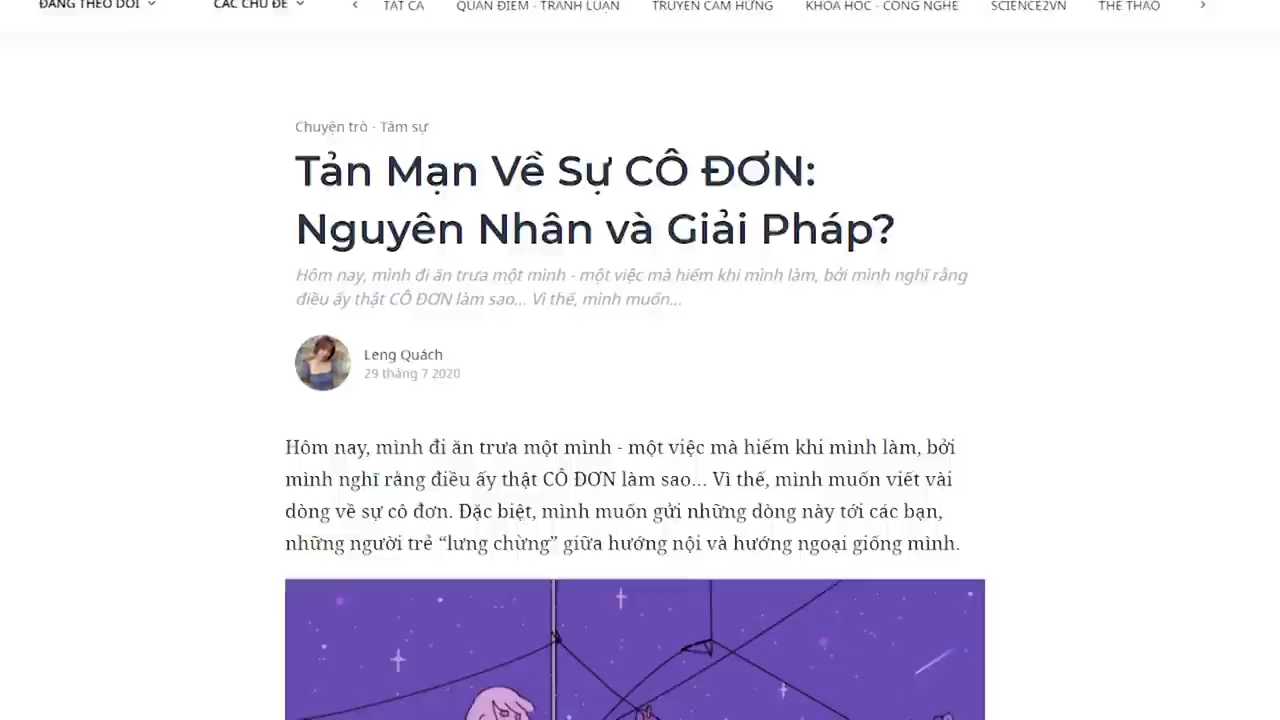 ĐANG THEO DÕI
CÁC CHỦ ĐỀ
TẤT CẢ
QUAN ĐIỂM - TRANH LUẬN
TRUYỀN CẢM HỨNG
KHOA HỌC - CÔNG NGHỆ
SCIENCE2VN
THỂ THAO
Chuyện trò - Tâm sự
Tản Mạn Về Sự CÔ ĐƠN:
Nguyên Nhân và Giải Pháp?
Hôm nay, mình đi ăn trưa một mình - một việc mà hiếm khi mình làm, bởi mình nghĩ rằng
điều ấy thật CÔ ĐƠN làm sao... Vì thế, mình muốn...
Leng Quách
29 tháng 7 2020
Hôm nay, mình đi ăn trưa một mình - một việc mà hiếm khi mình làm, bởi
mình nghĩ rằng điều ấy thật CÔ ĐƠN làm sao... Vì thế, mình muốn viết vài
dòng về sự cô đơn. Đặc biệt, mình muốn gửi những dòng này tới các bạn,
những người trẻ “lưng chừng” giữa hướng nội và hướng ngoại giống mình.